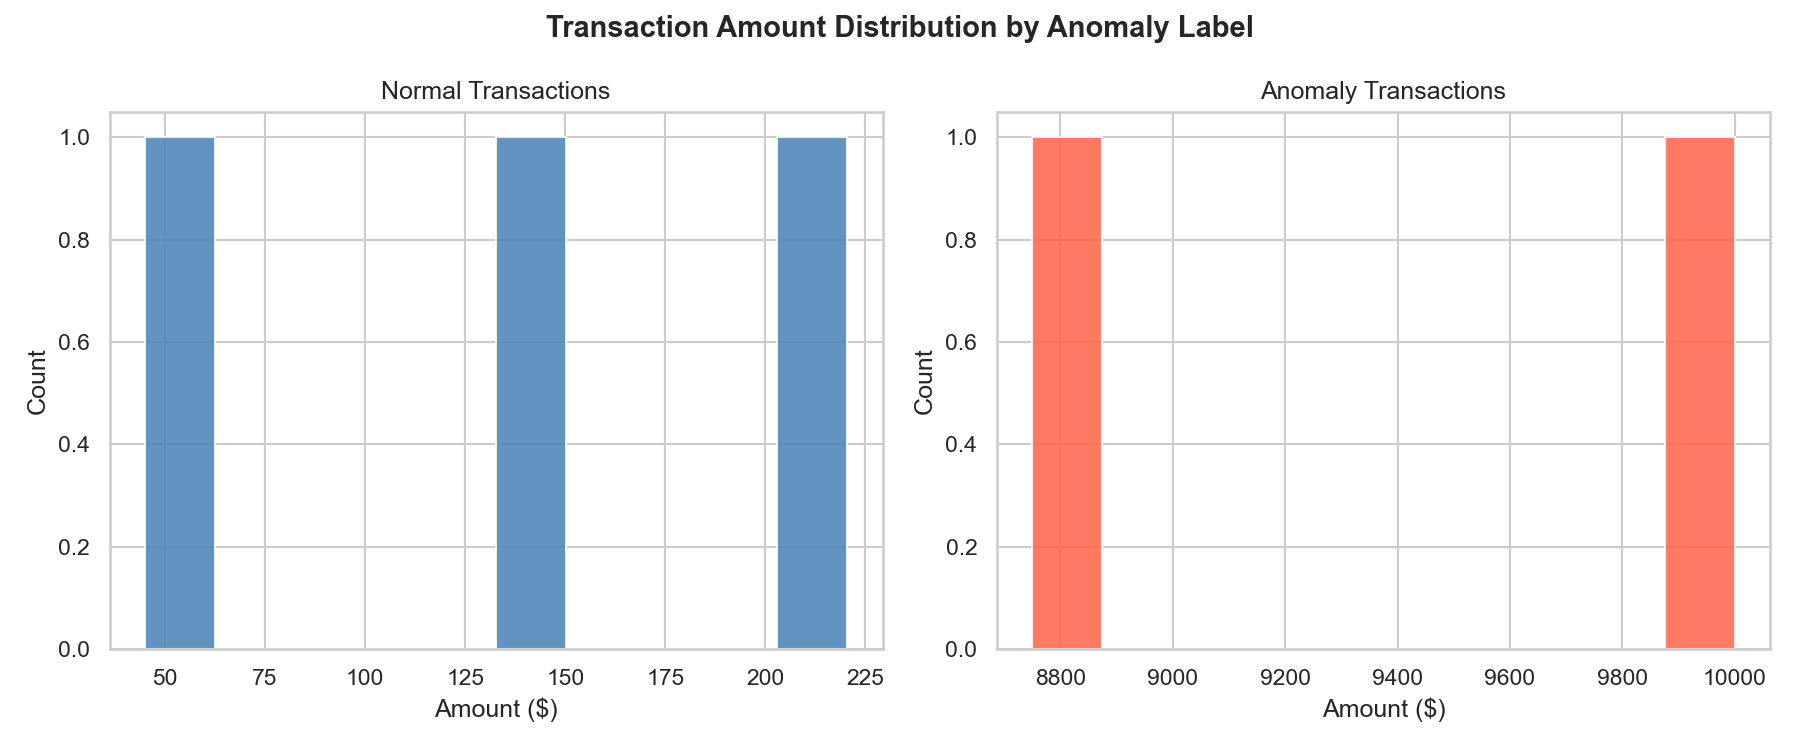 Transaction Amount Distribution by Anomaly Label
Normal Transactions
1.0
0.8
0.6
0.4
0.2
0.0
Count
50 75 100 125 150 175 200 225
Amount ($)
Anomaly Transactions
1.0
0.8
0.6
0.4
0.2
0.0
Count
8800 9000 9200 9400 9600 9800 10000
Amount ($)